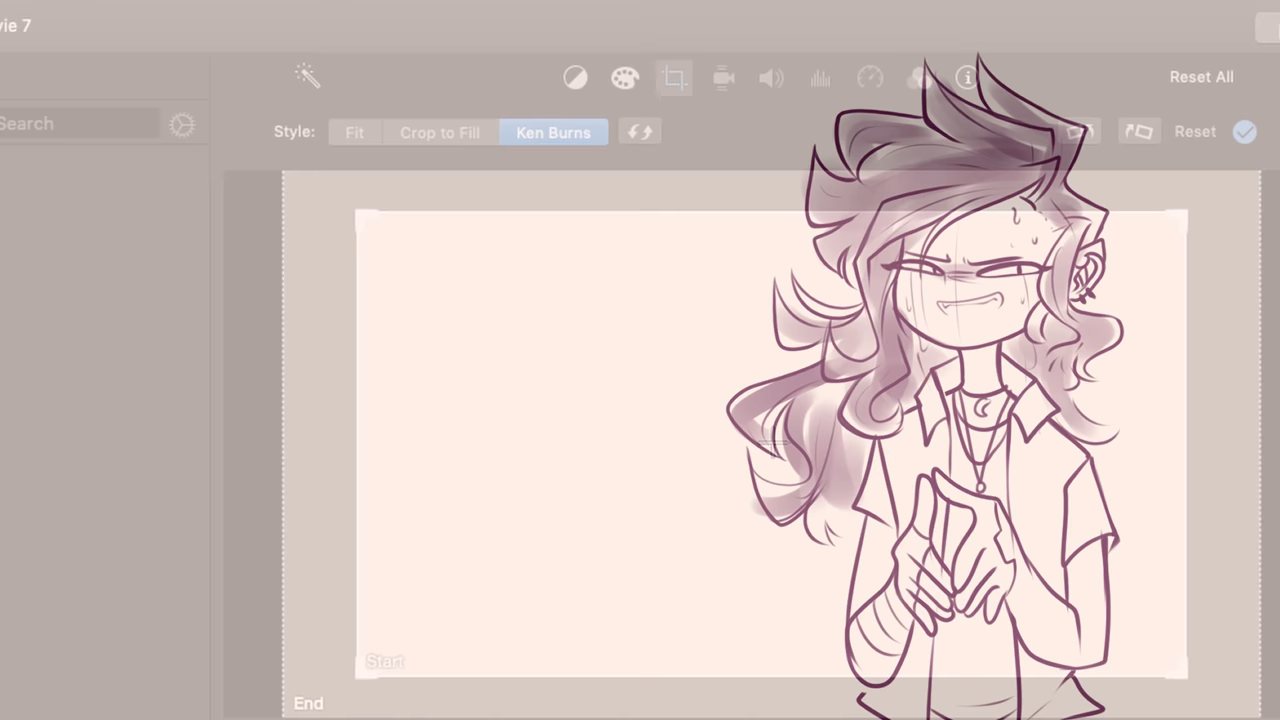 vie 7
Reset All
Search
Style:
Fit
Crop to Fill
Ken Burns
Reset
Start
End